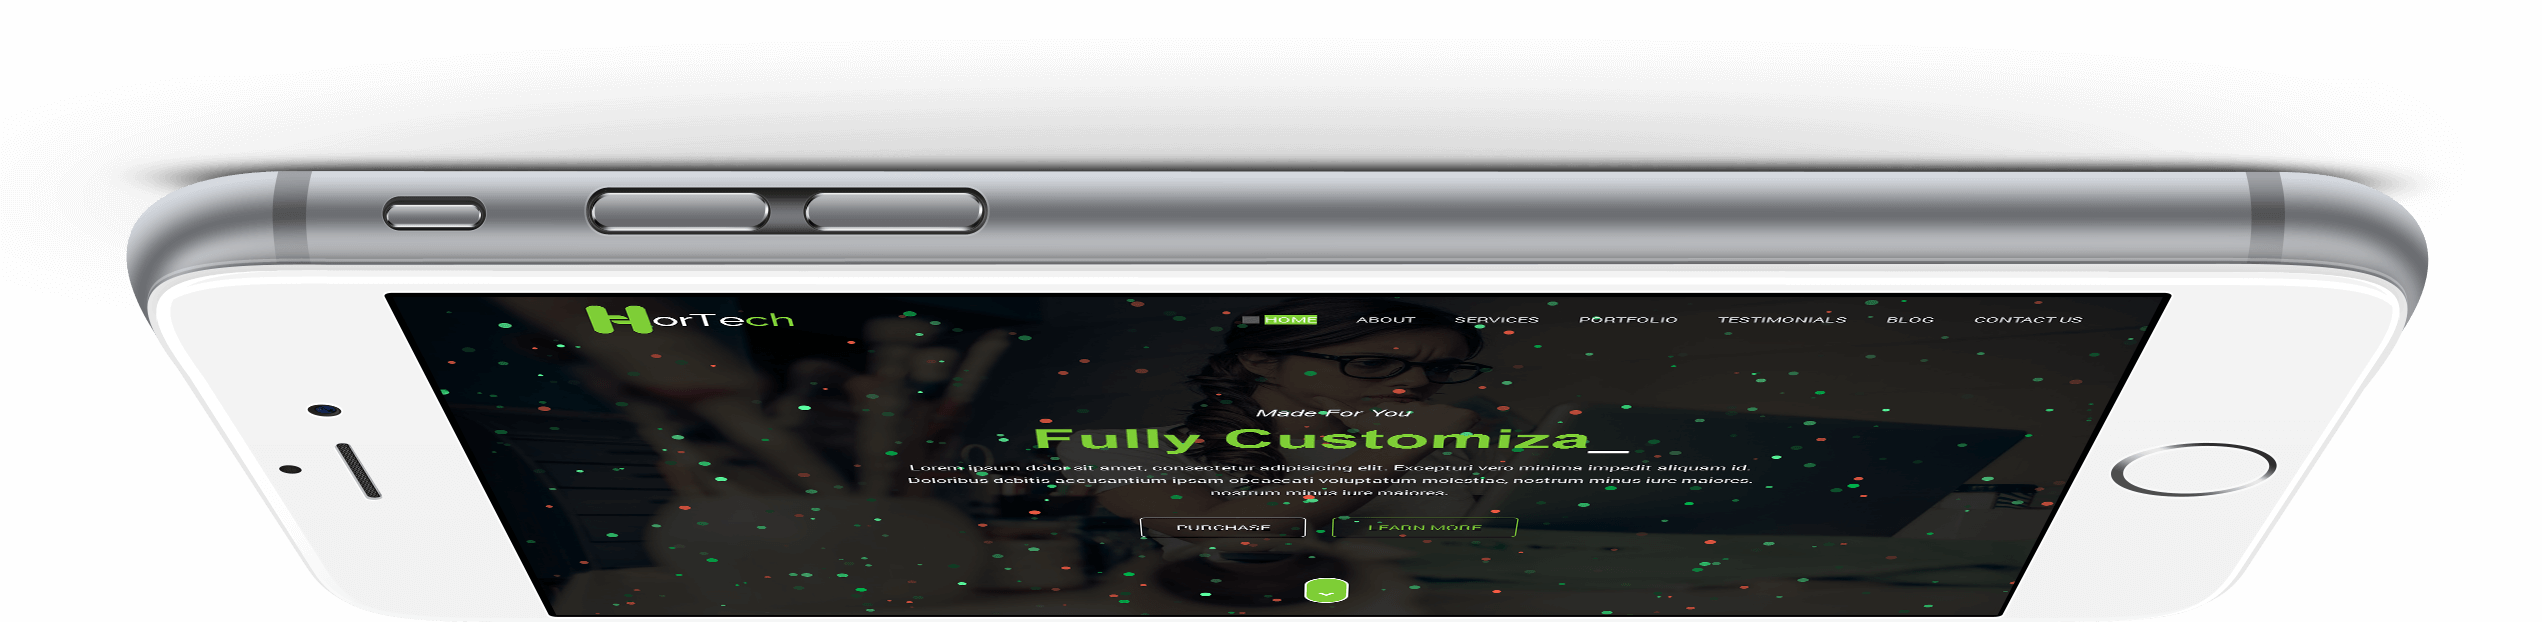 HorTech
HOME ABOUT SERVICES PORTFOLIO TESTIMONIALS BLOG CONTACT US
Made For You
Fully Customiza_
Lorem ipsum dolor sit amet, consectetur adipisicing elit. Excepturi vero minima impedit aliquam id.
Doloribus debitis accusantium ipsam obcaecati voluptatum molestiae, nostrum minus iure maiores.
nostrum minus iure maiores.
PURCHASE LEARN MORE